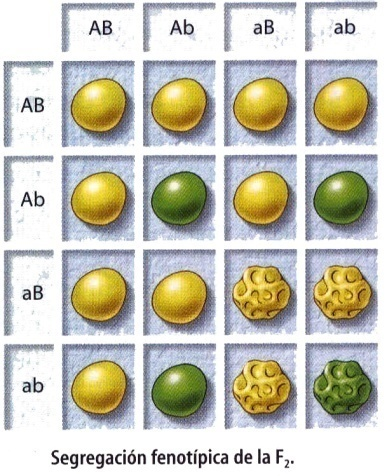 AB Ab aB ab
AB
Ab
aB
ab
Segregación fenotípica de la F₂.